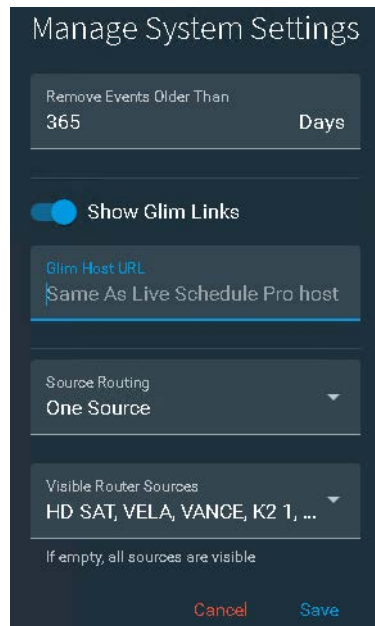 Manage System Settings
Remove Events Older Than
365 Days
Show Glim Links
Glim Host URL
Same As Live Schedule Pro host
Source Routing
One Source
Visible Router Sources
HD SAT, VELA, VANCE, K2 1, ...
If empty, all sources are visible
Cancel Save